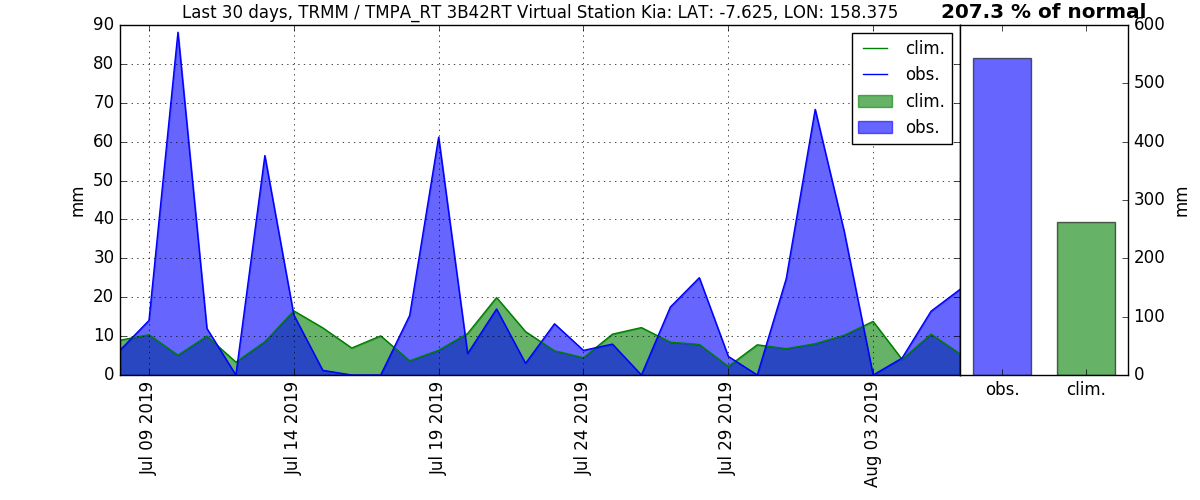 Last 30 days, TRMM / TMPA_RT 3B42RT Virtual Station Kia: LAT: -7.625, LON: 158.375
207.3 % of normal
90
80
70
60
50
40
30
20
10
0
mm
clim.
obs.
clim.
obs.
Jul 09 2019
Jul 14 2019
Jul 19 2019
Jul 24 2019
Jul 29 2019
Aug 03 2019
600
500
400
300
200
100
0
mm
obs.
clim.